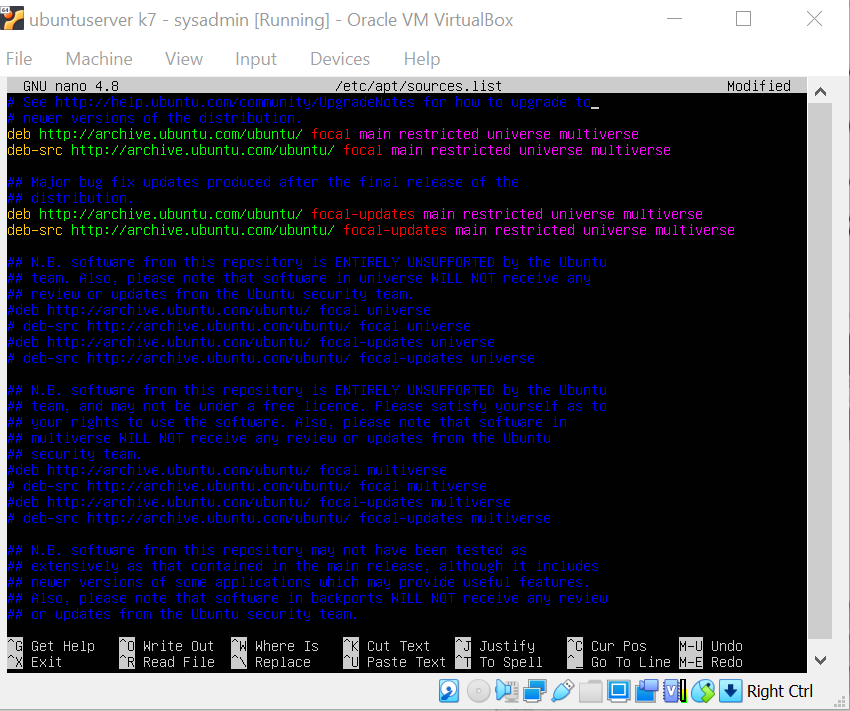 ubuntuserver k7 - sysadmin [Running] - Oracle VM VirtualBox
File Machine View Input Devices Help
GNU nano 4.8 /etc/apt/sources.list Modified
# See http://help.ubuntu.com/community/UpgradeNotes for how to upgrade to
# newer versions of the distribution.
deb http://archive.ubuntu.com/ubuntu/ focal main restricted universe multiverse
deb-src http://archive.ubuntu.com/ubuntu/ focal main restricted universe multiverse
## Major bug fix updates produced after the final release of the
## distribution.
deb http://archive.ubuntu.com/ubuntu/ focal-updates main restricted universe multiverse
deb-src http://archive.ubuntu.com/ubuntu/ focal-updates main restricted universe multiverse
## N.B. software from this repository is ENTIRELY UNSUPPORTED by the Ubuntu
## team. Also, please note that software in universe WILL NOT receive any
## review or updates from the Ubuntu security team.
#deb http://archive.ubuntu.com/ubuntu/ focal universe
# deb-src http://archive.ubuntu.com/ubuntu/ focal universe
#deb http://archive.ubuntu.com/ubuntu/ focal-updates universe
# deb-src http://archive.ubuntu.com/ubuntu/ focal-updates universe
## N.B. software from this repository is ENTIRELY UNSUPPORTED by the Ubuntu
## team, and may not be under a free licence. Please satisfy yourself as to
## your rights to use the software. Also, please note that software in
## multiverse WILL NOT receive any review or updates from the Ubuntu
## security team.
#deb http://archive.ubuntu.com/ubuntu/ focal multiverse
# deb-src http://archive.ubuntu.com/ubuntu/ focal multiverse
#deb http://archive.ubuntu.com/ubuntu/ focal-updates multiverse
# deb-src http://archive.ubuntu.com/ubuntu/ focal-updates multiverse
## N.B. software from this repository may not have been tested as
## extensively as that contained in the main release, although it includes
## newer versions of some applications which may provide useful features.
## Also, please note that software in backports WILL NOT receive any review
## or updates from the Ubuntu security team.
^G Get Help ^O Write Out ^W Where Is ^K Cut Text ^J Justify ^C Cur Pos M-U Undo
^X Exit ^R Read File ^\ Replace ^U Paste Text ^T To Spell ^_ Go To Line M-E Redo
Right Ctrl